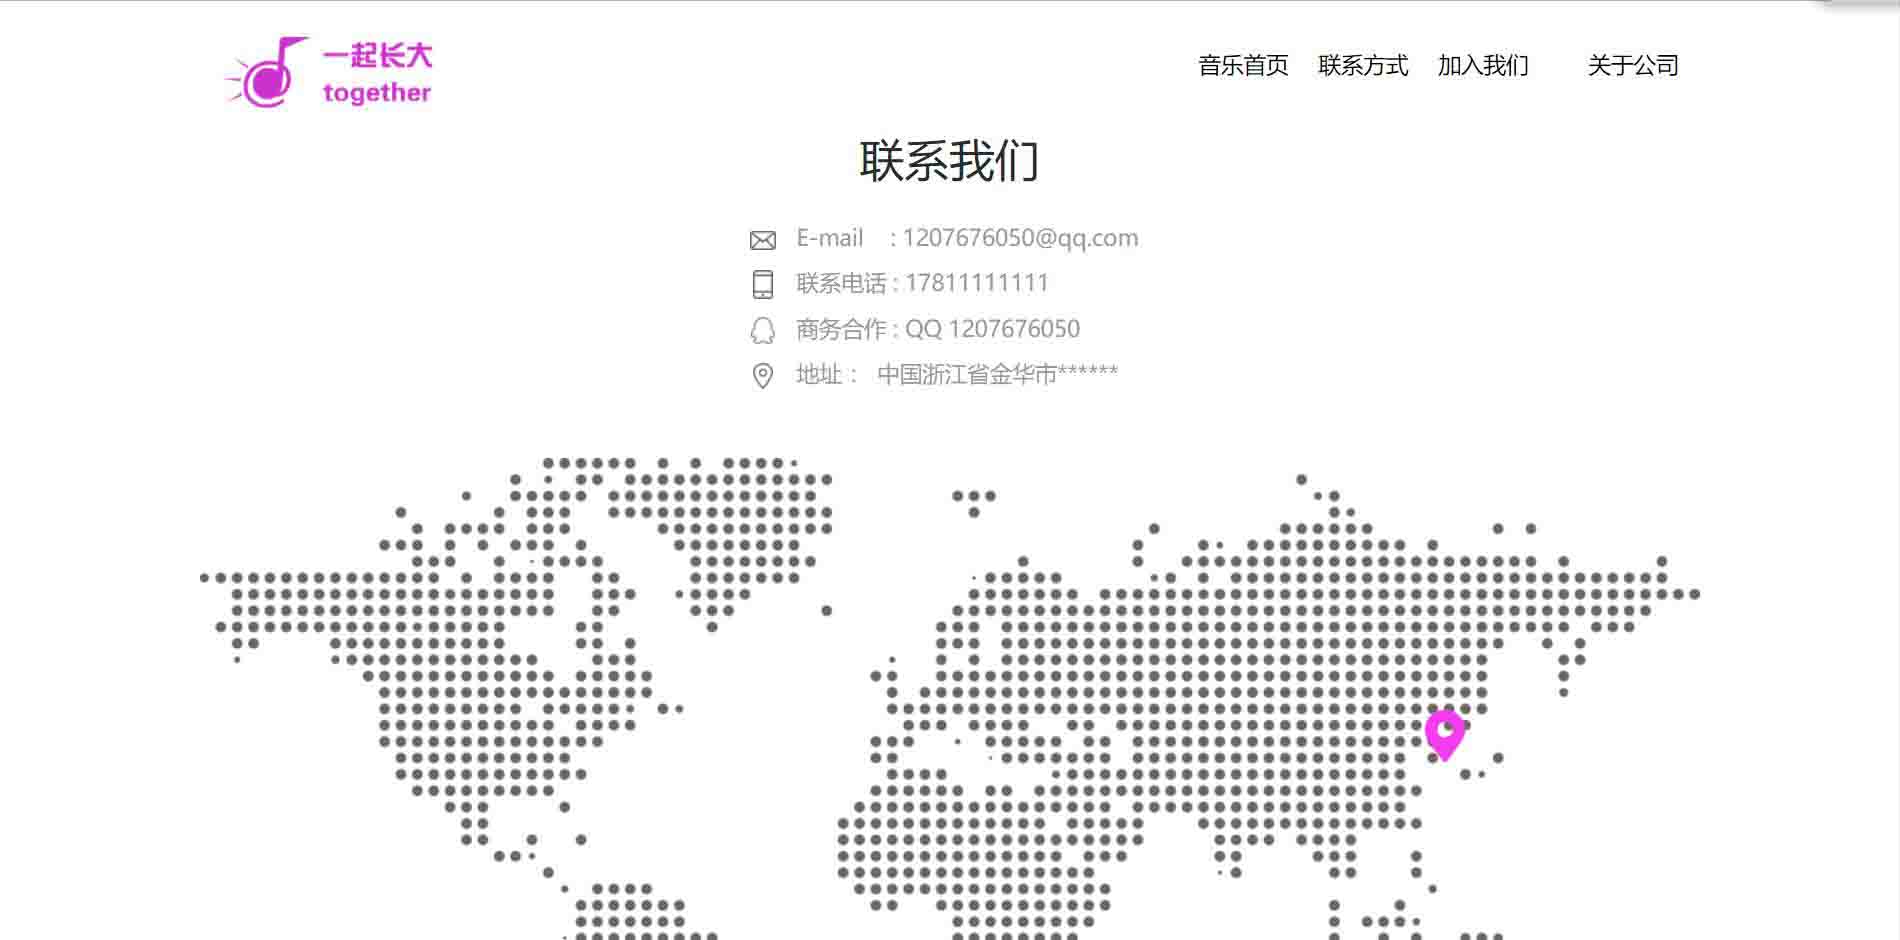 一起长大
together
音乐首页 联系方式 加入我们 关于公司
联系我们
E-mail : 1207676050@qq.com
联系电话 : 17811111111
商务合作 : QQ 1207676050
地址： 中国浙江省金华市******